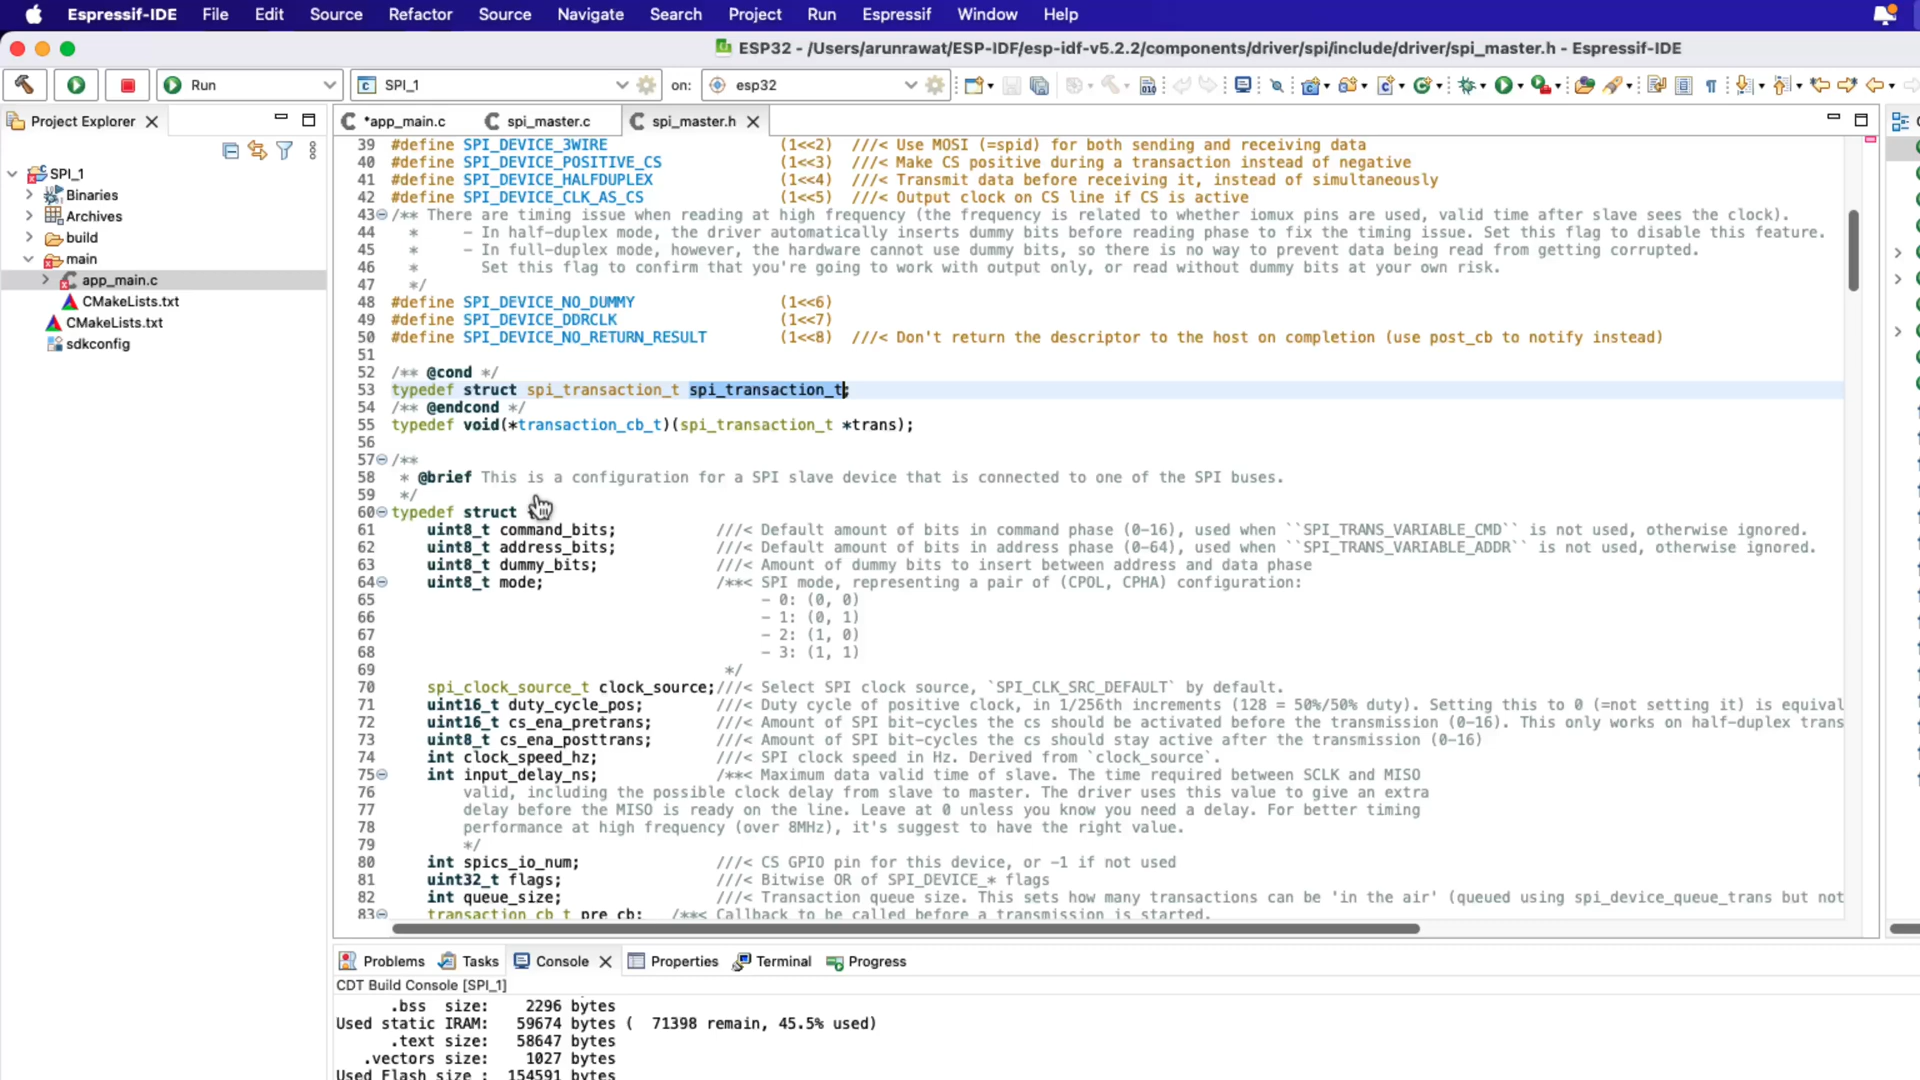 Espressif-IDE File Edit Source Refactor Source Navigate Search Project Run Espressif Window Help
ESP32 - /Users/arunrawat/ESP-IDF/esp-idf-v5.2.2/components/driver/spi/include/driver/spi_master.h - Espressif-IDE
Run SPI_1 on: esp32
Project Explorer
*app_main.c spi_master.c spi_master.h
SPI_1
Binaries
Archives
build
main
app_main.c
CMakeLists.txt
CMakeLists.txt
sdkconfig
39 #define SPI_DEVICE_3WIRE (1<<2) ///< Use MOSI (=spid) for both sending and receiving data
40 #define SPI_DEVICE_POSITIVE_CS (1<<3) ///< Make CS positive during a transaction instead of negative
41 #define SPI_DEVICE_HALFDUPLEX (1<<4) ///< Transmit data before receiving it, instead of simultaneously
42 #define SPI_DEVICE_CLK_AS_CS (1<<5) ///< Output clock on CS line if CS is active
43 /** There are timing issue when reading at high frequency (the frequency is related to whether iomux pins are used, valid time after slave sees the clock).
44 * - In half-duplex mode, the driver automatically inserts dummy bits before reading phase to fix the timing issue. Set this flag to disable this feature.
45 * - In full-duplex mode, however, the hardware cannot use dummy bits, so there is no way to prevent data being read from getting corrupted.
46 * Set this flag to confirm that you're going to work with output only, or read without dummy bits at your own risk.
47 */
48 #define SPI_DEVICE_NO_DUMMY (1<<6)
49 #define SPI_DEVICE_DDRCLK (1<<7)
50 #define SPI_DEVICE_NO_RETURN_RESULT (1<<8) ///< Don't return the descriptor to the host on completion (use post_cb to notify instead)
51
52 /** @cond */
53 typedef struct spi_transaction_t spi_transaction_t;
54 /** @endcond */
55 typedef void(*transaction_cb_t)(spi_transaction_t *trans);
56
57 /**
58 * @brief This is a configuration for a SPI slave device that is connected to one of the SPI buses.
59 */
60 typedef struct
61 uint8_t command_bits; ///< Default amount of bits in command phase (0-16), used when ``SPI_TRANS_VARIABLE_CMD`` is not used, otherwise ignored.
62 uint8_t address_bits; ///< Default amount of bits in address phase (0-64), used when ``SPI_TRANS_VARIABLE_ADDR`` is not used, otherwise ignored.
63 uint8_t dummy_bits; ///< Amount of dummy bits to insert between address and data phase
64 uint8_t mode; /**< SPI mode, representing a pair of (CPOL, CPHA) configuration:
65 - 0: (0, 0)
66 - 1: (0, 1)
67 - 2: (1, 0)
68 - 3: (1, 1)
69 */
70 spi_clock_source_t clock_source;///< Select SPI clock source, `SPI_CLK_SRC_DEFAULT` by default.
71 uint16_t duty_cycle_pos; ///< Duty cycle of positive clock, in 1/256th increments (128 = 50%/50% duty). Setting this to 0 (=not setting it) is equival
72 uint16_t cs_ena_pretrans; ///< Amount of SPI bit-cycles the cs should be activated before the transmission (0-16). This only works on half-duplex trans
73 uint8_t cs_ena_posttrans; ///< Amount of SPI bit-cycles the cs should stay active after the transmission (0-16)
74 int clock_speed_hz; ///< SPI clock speed in Hz. Derived from `clock_source`.
75 int input_delay_ns; /**< Maximum data valid time of slave. The time required between SCLK and MISO
76 valid, including the possible clock delay from slave to master. The driver uses this value to give an extra
77 delay before the MISO is ready on the line. Leave at 0 unless you know you need a delay. For better timing
78 performance at high frequency (over 8MHz), it's suggest to have the right value.
79 */
80 int spics_io_num; ///< CS GPIO pin for this device, or -1 if not used
81 uint32_t flags; ///< Bitwise OR of SPI_DEVICE_* flags
82 int queue_size; ///< Transaction queue size. This sets how many transactions can be 'in the air' (queued using spi_device_queue_trans but not
83 transaction_cb_t pre_cb; /**< Callback to be called before a transmission is started.
Problems Tasks Console Properties Terminal Progress
CDT Build Console [SPI_1]
.bss size: 2296 bytes
Used static IRAM: 59674 bytes ( 71398 remain, 45.5% used)
.text size: 58647 bytes
.vectors size: 1027 bytes
Used Flash size : 154591 bytes